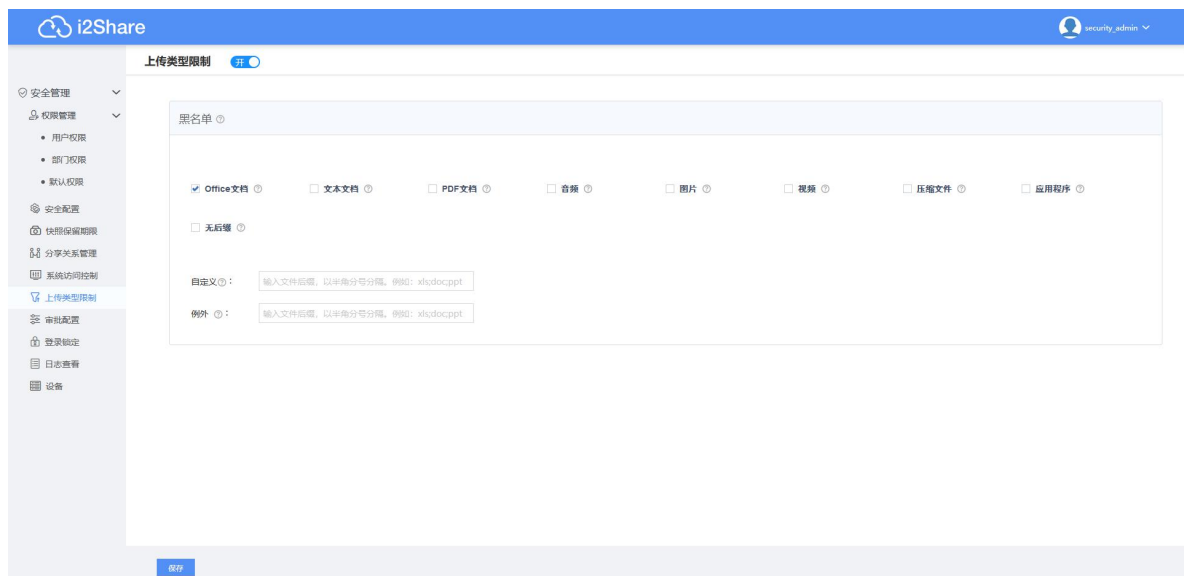 i2Share
security_admin
上传类型限制 开
安全管理
权限管理
用户权限
部门权限
默认权限
安全配置
快照保留期限
分享关系管理
系统访问控制
上传类型限制
审批配置
登录锁定
日志查看
设备
黑名单
Office文档 文本文档 PDF文档 音频 图片 视频 压缩文件 应用程序
无后缀
自定义： 输入文件后缀，以半角分号分隔。例如：xls;doc;ppt
例外： 输入文件后缀，以半角分号分隔。例如：xls;doc;ppt
保存